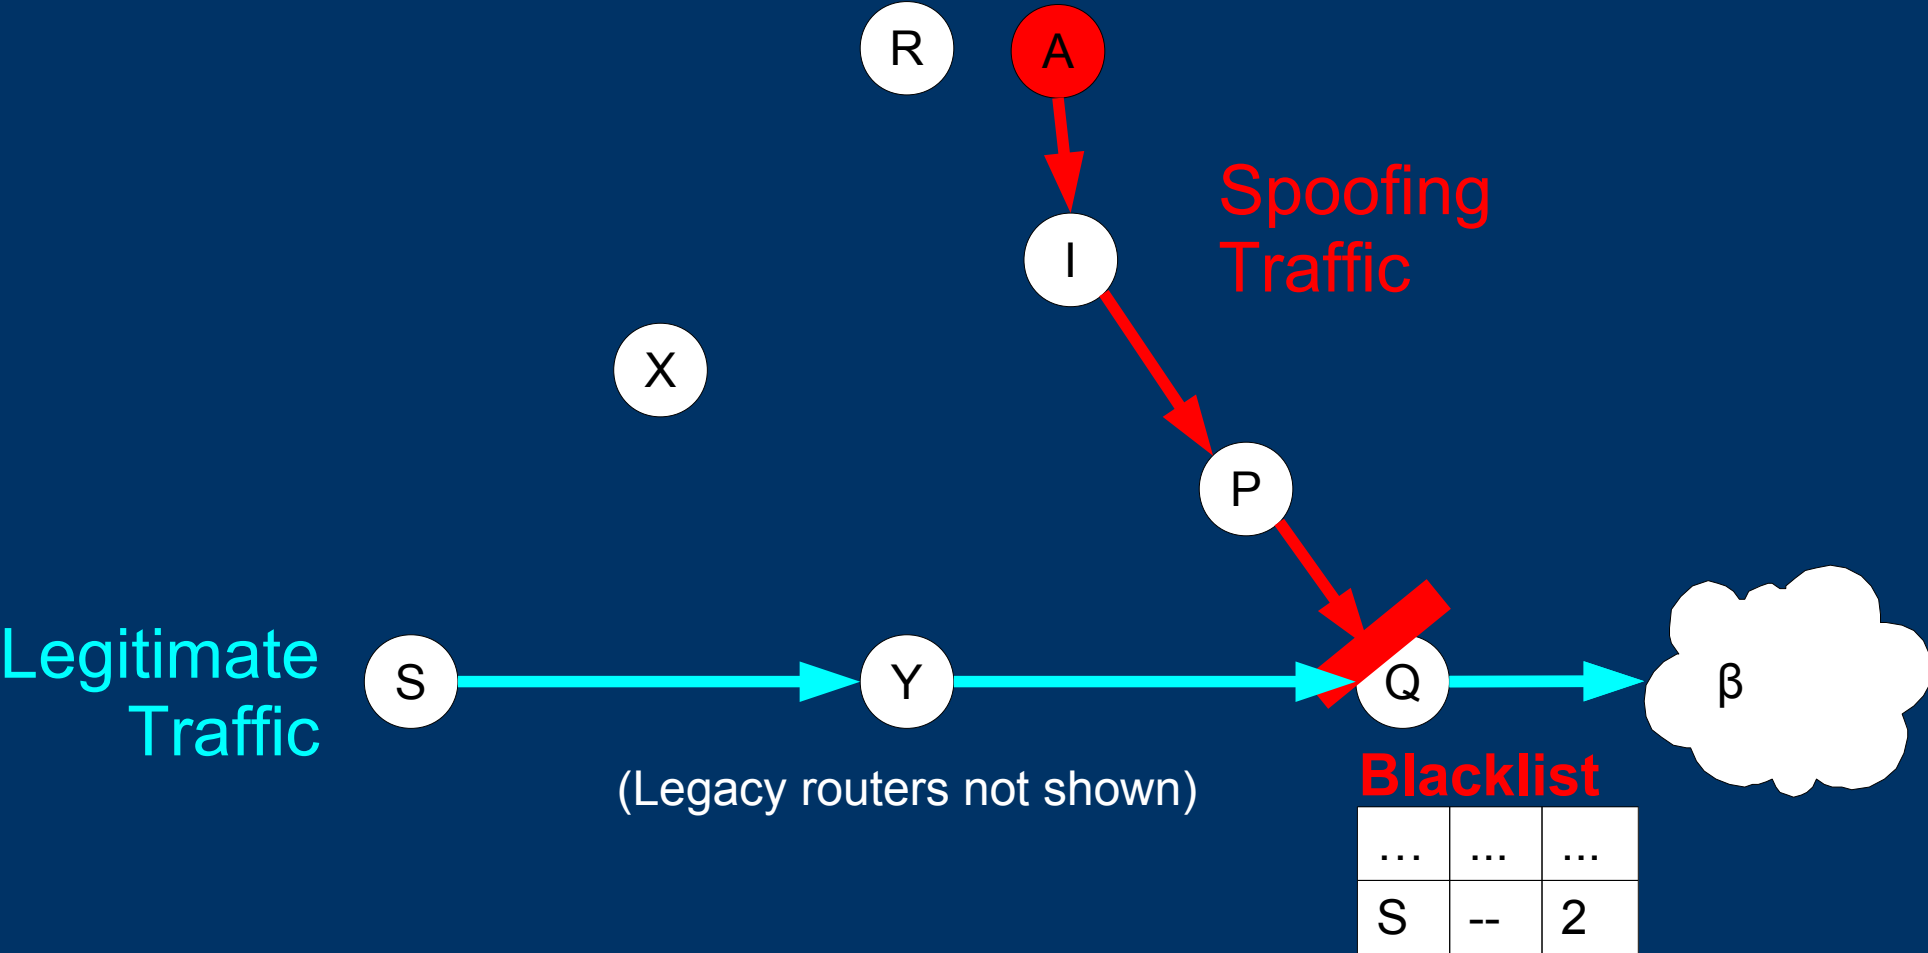 R
A
Spoofing
Traffic
I
X
P
Legitimate
Traffic
S
Y
Q
β
(Legacy routers not shown)
Blacklist
... ... ...
S -- 2